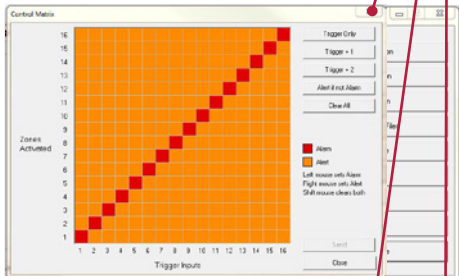 Control Matrix
16
15
14
13
12
11
10
9
8
7
6
5
4
3
2
1
Zones
Activated
1 2 3 4 5 6 7 8 9 10 11 12 13 14 15 16
Trigger Inputs
Trigger Only
Trigger + 1
Trigger + 2
Alert if not Alarm
Clear All
Alarm
Alert
Left mouse sets Alarm
Right mouse sets Alert
Shift mouse clears both
Send
Close